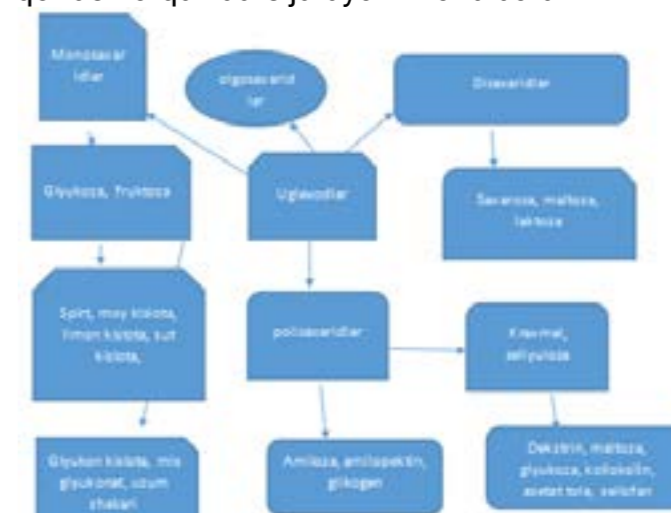 Monosaxar
idlar
oligosaxarid
lar
Disaxaridlar
Glyukoza, fruktoza
Uglevodlar
Saxaroza, maltoza,
laktoza
Spirt, moy kislota,
limon kislota, sut
kislota,
polisaxaridlar
Kraxmal,
sellyuloza
Glyukon kislota, mis
glyukonat, uzum
shakari
Amiloza, amilopektin,
glikogen
Dekstrin, maltoza,
glyukoza, kolloksilin,
asetat tola, sellofan